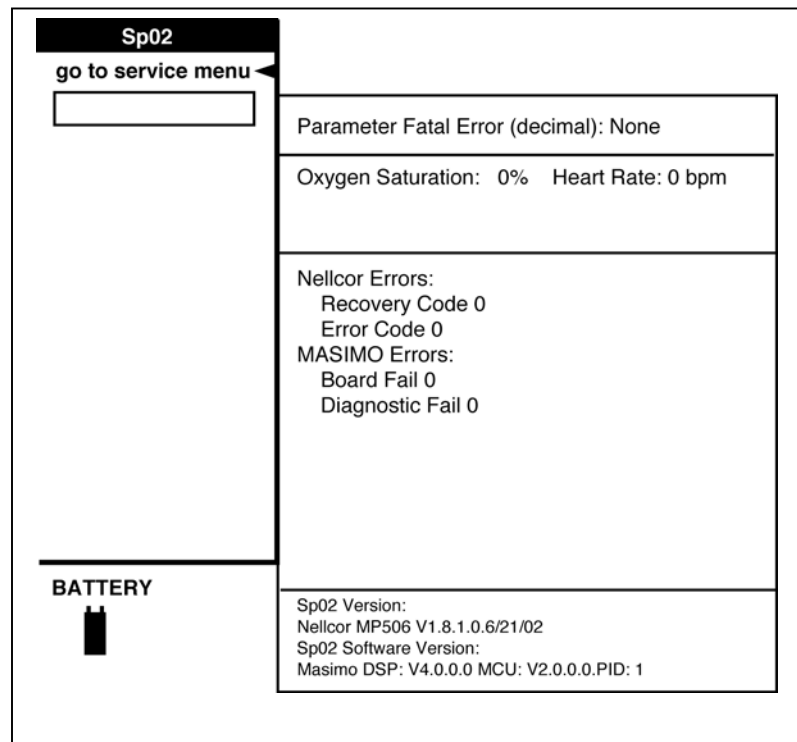 Sp02
go to service menu
Parameter Fatal Error (decimal): None
Oxygen Saturation: 0% Heart Rate: 0 bpm
Nellcor Errors:
Recovery Code 0
Error Code 0
MASIMO Errors:
Board Fail 0
Diagnostic Fail 0
BATTERY
Sp02 Version:
Nellcor MP506 V1.8.1.0.6/21/02
Sp02 Software Version:
Masimo DSP: V4.0.0.0 MCU: V2.0.0.0.PID: 1